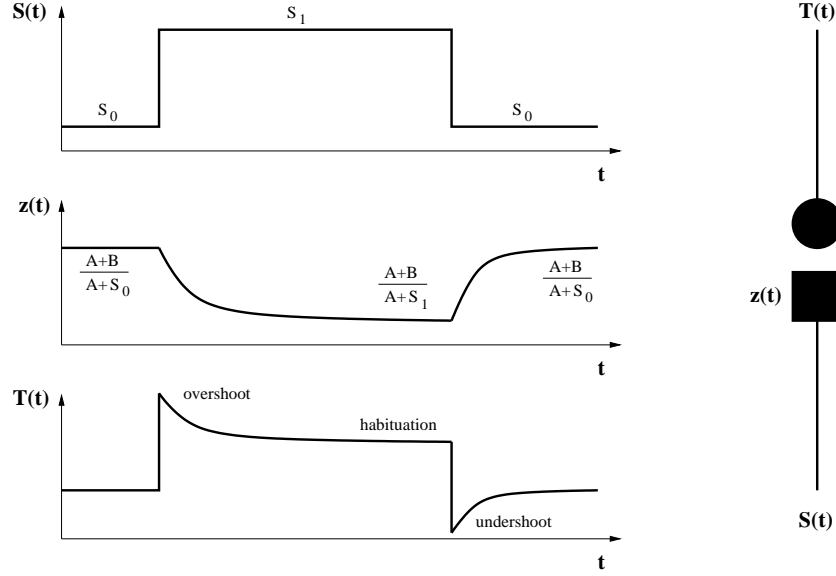 S(t)
S1
S0
S0
t
z(t)
A+B
A+S0
A+B
A+S1
A+B
A+S0
t
T(t)
overshoot
habituation
undershoot
t
T(t)
z(t)
S(t)